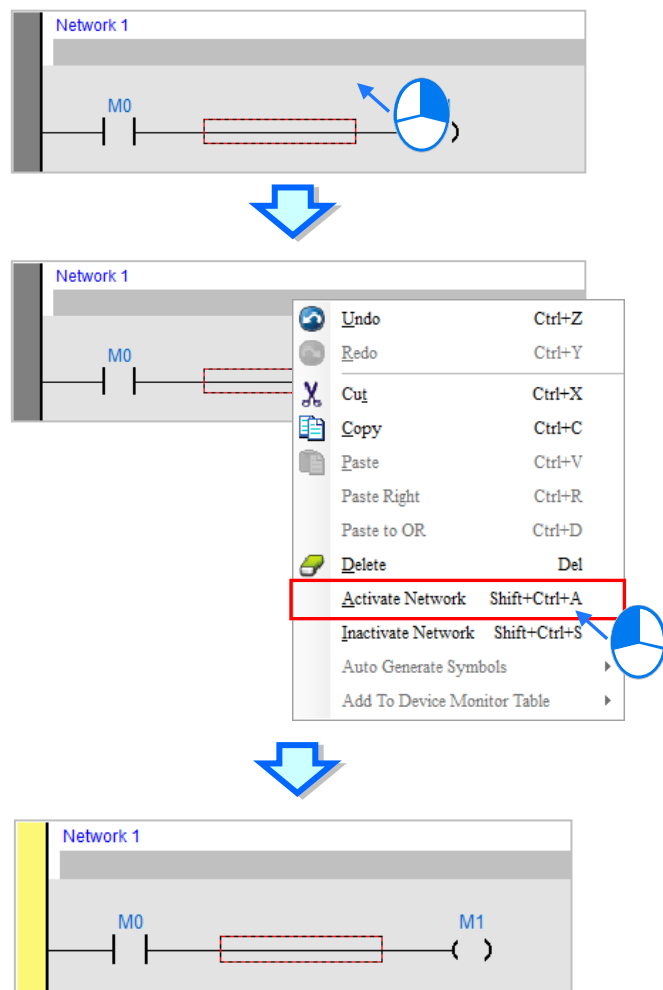 Network 1
M0
Network 1
M0
Undo Ctrl+Z
Redo Ctrl+Y
Cut Ctrl+X
Copy Ctrl+C
Paste Ctrl+V
Paste Right Ctrl+R
Paste to OR Ctrl+D
Delete Del
Activate Network Shift+Ctrl+A
Inactivate Network Shift+Ctrl+S
Auto Generate Symbols
Add To Device Monitor Table
Network 1
M0 M1